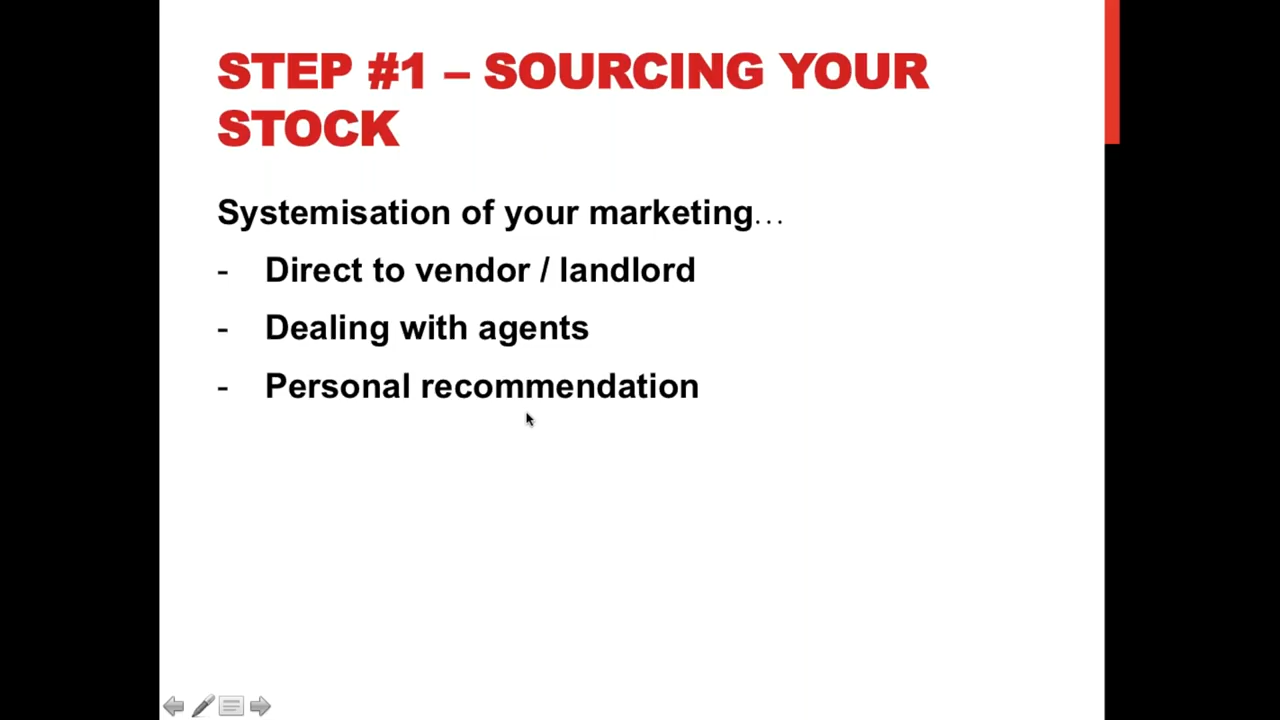 STEP #1 – SOURCING YOUR
STOCK
Systemisation of your marketing…
- Direct to vendor / landlord
- Dealing with agents
- Personal recommendation